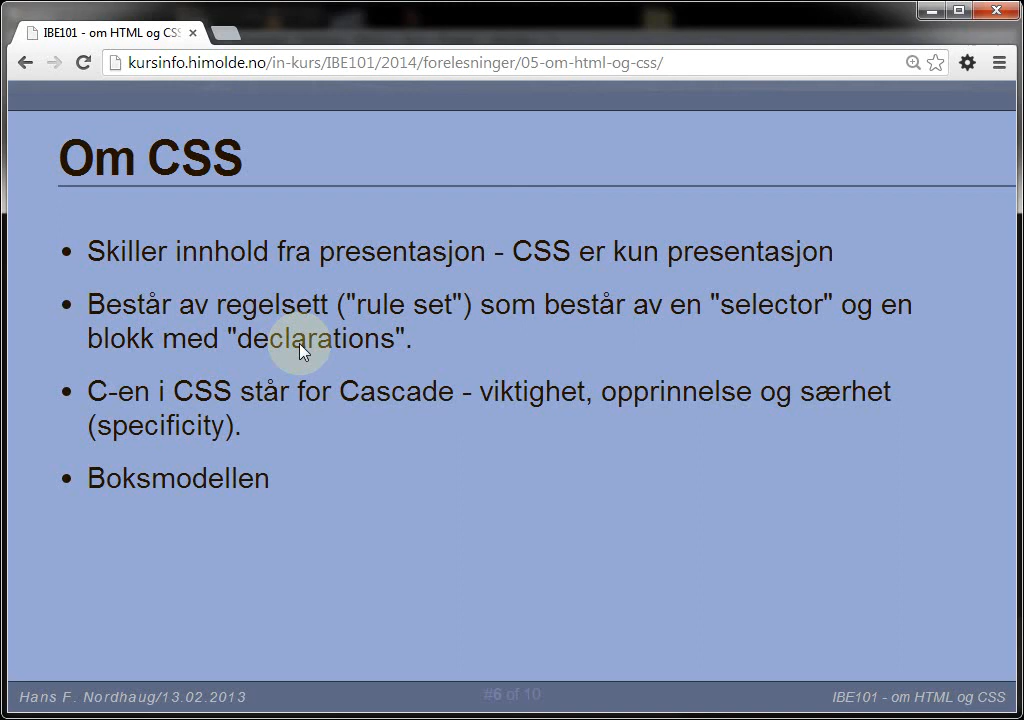 IBE101 - om HTML og CSS
kursinfo.himolde.no/in-kurs/IBE101/2014/forelesninger/05-om-html-og-css/
Om CSS
• Skiller innhold fra presentasjon - CSS er kun presentasjon
• Består av regelsett ("rule set") som består av en "selector" og en
blokk med "declarations".
• C-en i CSS står for Cascade - viktighet, opprinnelse og særhet
(specificity).
• Boksmodellen
Hans F. Nordhaug/13.02.2013
#6 of 10
IBE101 - om HTML og CSS